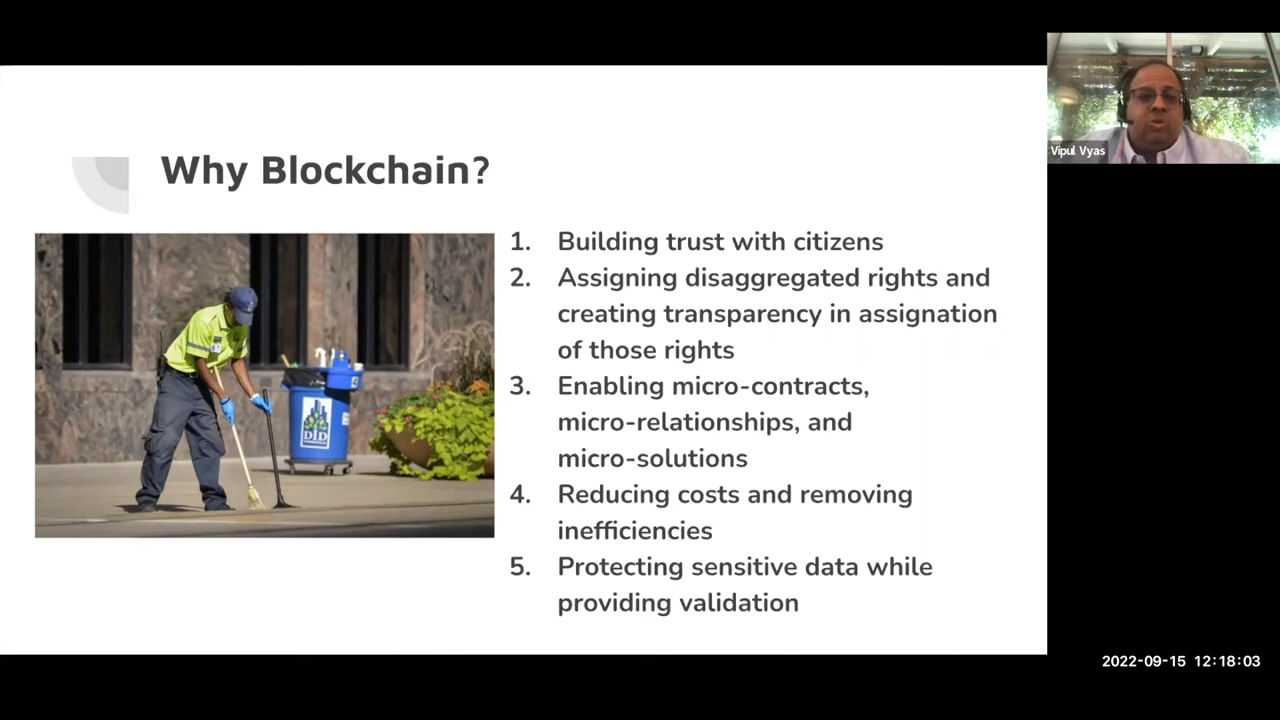 Why Blockchain?
1. Building trust with citizens
2. Assigning disaggregated rights and
creating transparency in assignation
of those rights
3. Enabling micro-contracts,
micro-relationships, and
micro-solutions
4. Reducing costs and removing
inefficiencies
5. Protecting sensitive data while
providing validation
DID
Vipul Vyas
2022-09-15 12:18:03